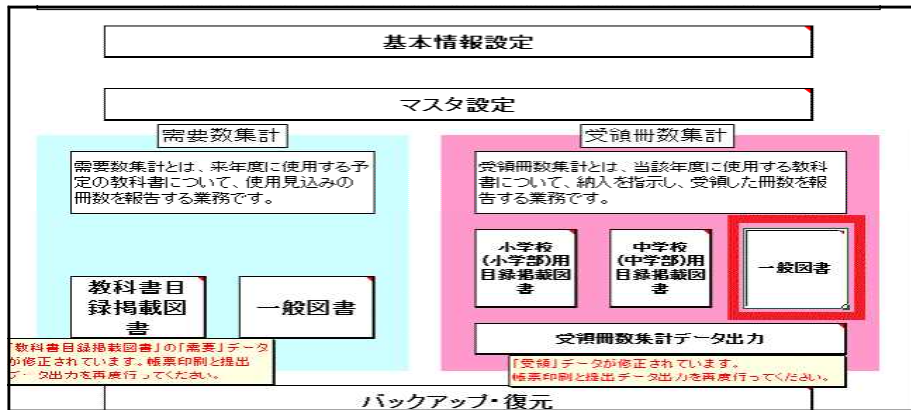 基本情報設定
マスタ設定
需要数集計
需要数集計とは、来年度に使用する予
定の教科書について、使用見込みの
冊数を報告する業務です。
教科書目
録掲載図
書
一般図書
「教科書目録掲載図書」の「需要」データ
が修正されています。帳票印刷と提出
データ出力を再度行ってください。
受領冊数集計
受領冊数集計とは、当該年度に使用する教科
書について、納入を指示し、受領した冊数を報
告する業務です。
小学校
(小学部)用
目録掲載図
書
中学校
(中学部)用
目録掲載図
書
一般図書
受領冊数集計データ出力
「受領」データが修正されています。
帳票印刷と提出データ出力を再度行ってください。
バックアップ・復元